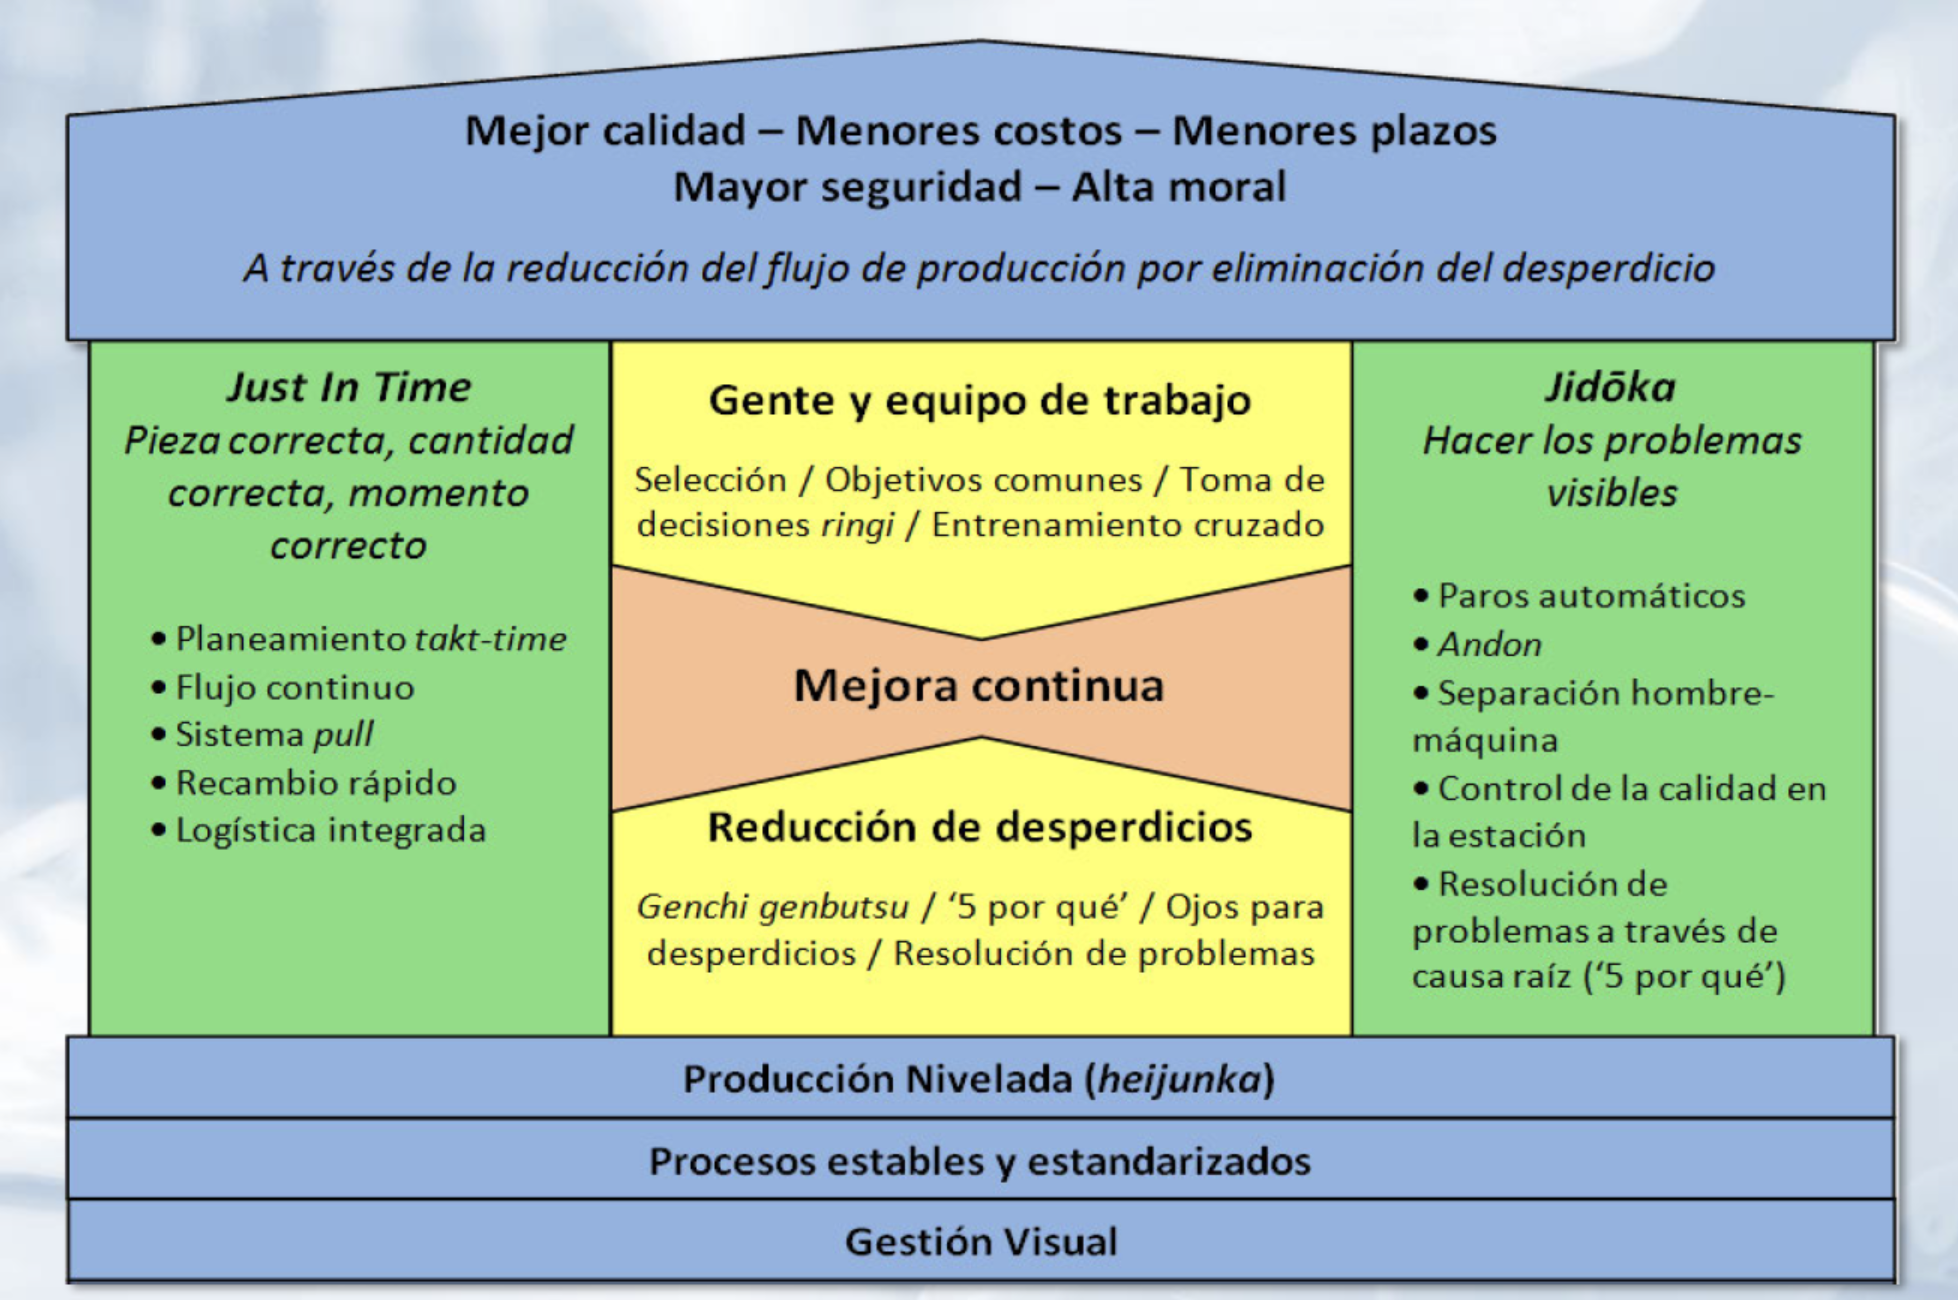 Mejor calidad – Menores costos – Menores plazos
Mayor seguridad – Alta moral
A través de la reducción del flujo de producción por eliminación del desperdicio
Just In Time
Pieza correcta, cantidad
correcta, momento
correcto
• Planeamiento takt-time
• Flujo continuo
• Sistema pull
• Recambio rápido
• Logística integrada
Gente y equipo de trabajo
Selección / Objetivos comunes / Toma de
decisiones ringi / Entrenamiento cruzado
Mejora continua
Reducción de desperdicios
Genchi genbutsu / ‘5 por qué’ / Ojos para
desperdicios / Resolución de problemas
Jidōka
Hacer los problemas
visibles
• Paros automáticos
• Andon
• Separación hombre-
máquina
• Control de la calidad en
la estación
• Resolución de
problemas a través de
causa raíz (‘5 por qué’)
Producción Nivelada (heijunka)
Procesos estables y estandarizados
Gestión Visual